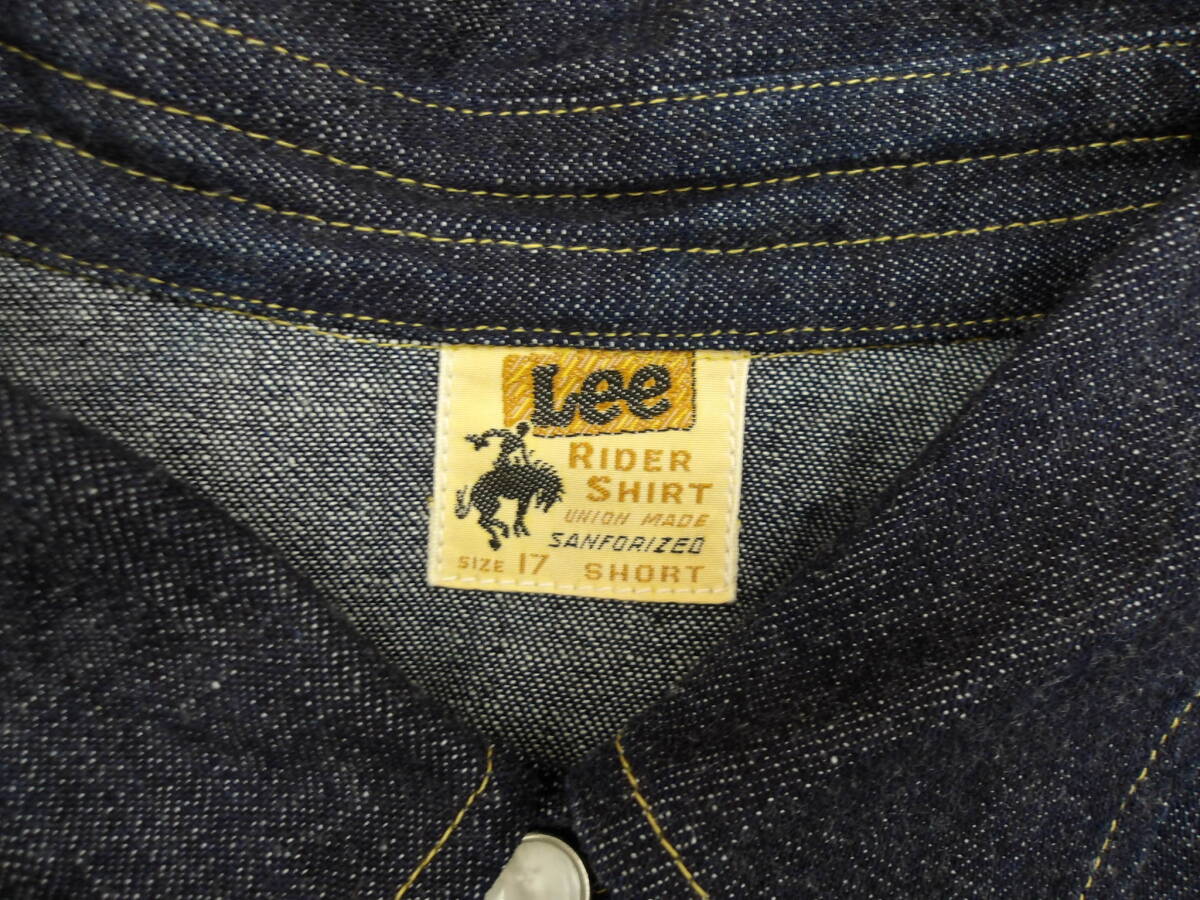 Lee
RIDER
SHIRT
UNION MADE
SANFORIZED
SIZE 17 SHORT